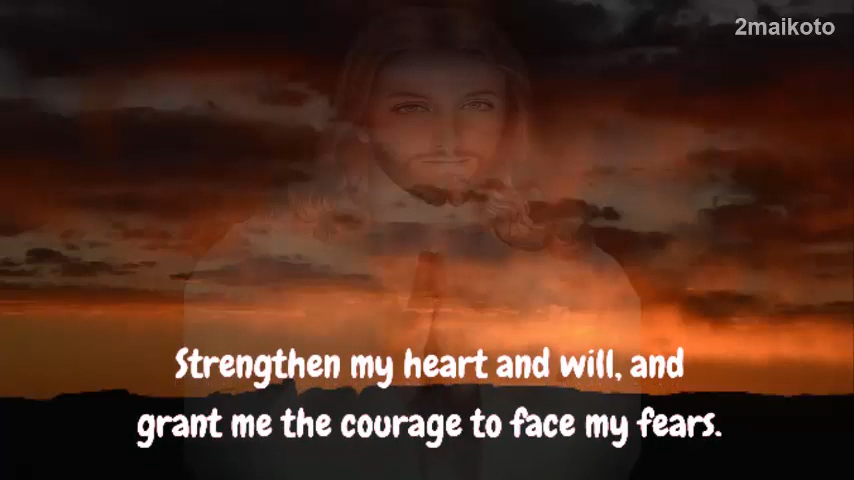 2maikoto
Strengthen my heart and will, and
grant me the courage to face my fears.